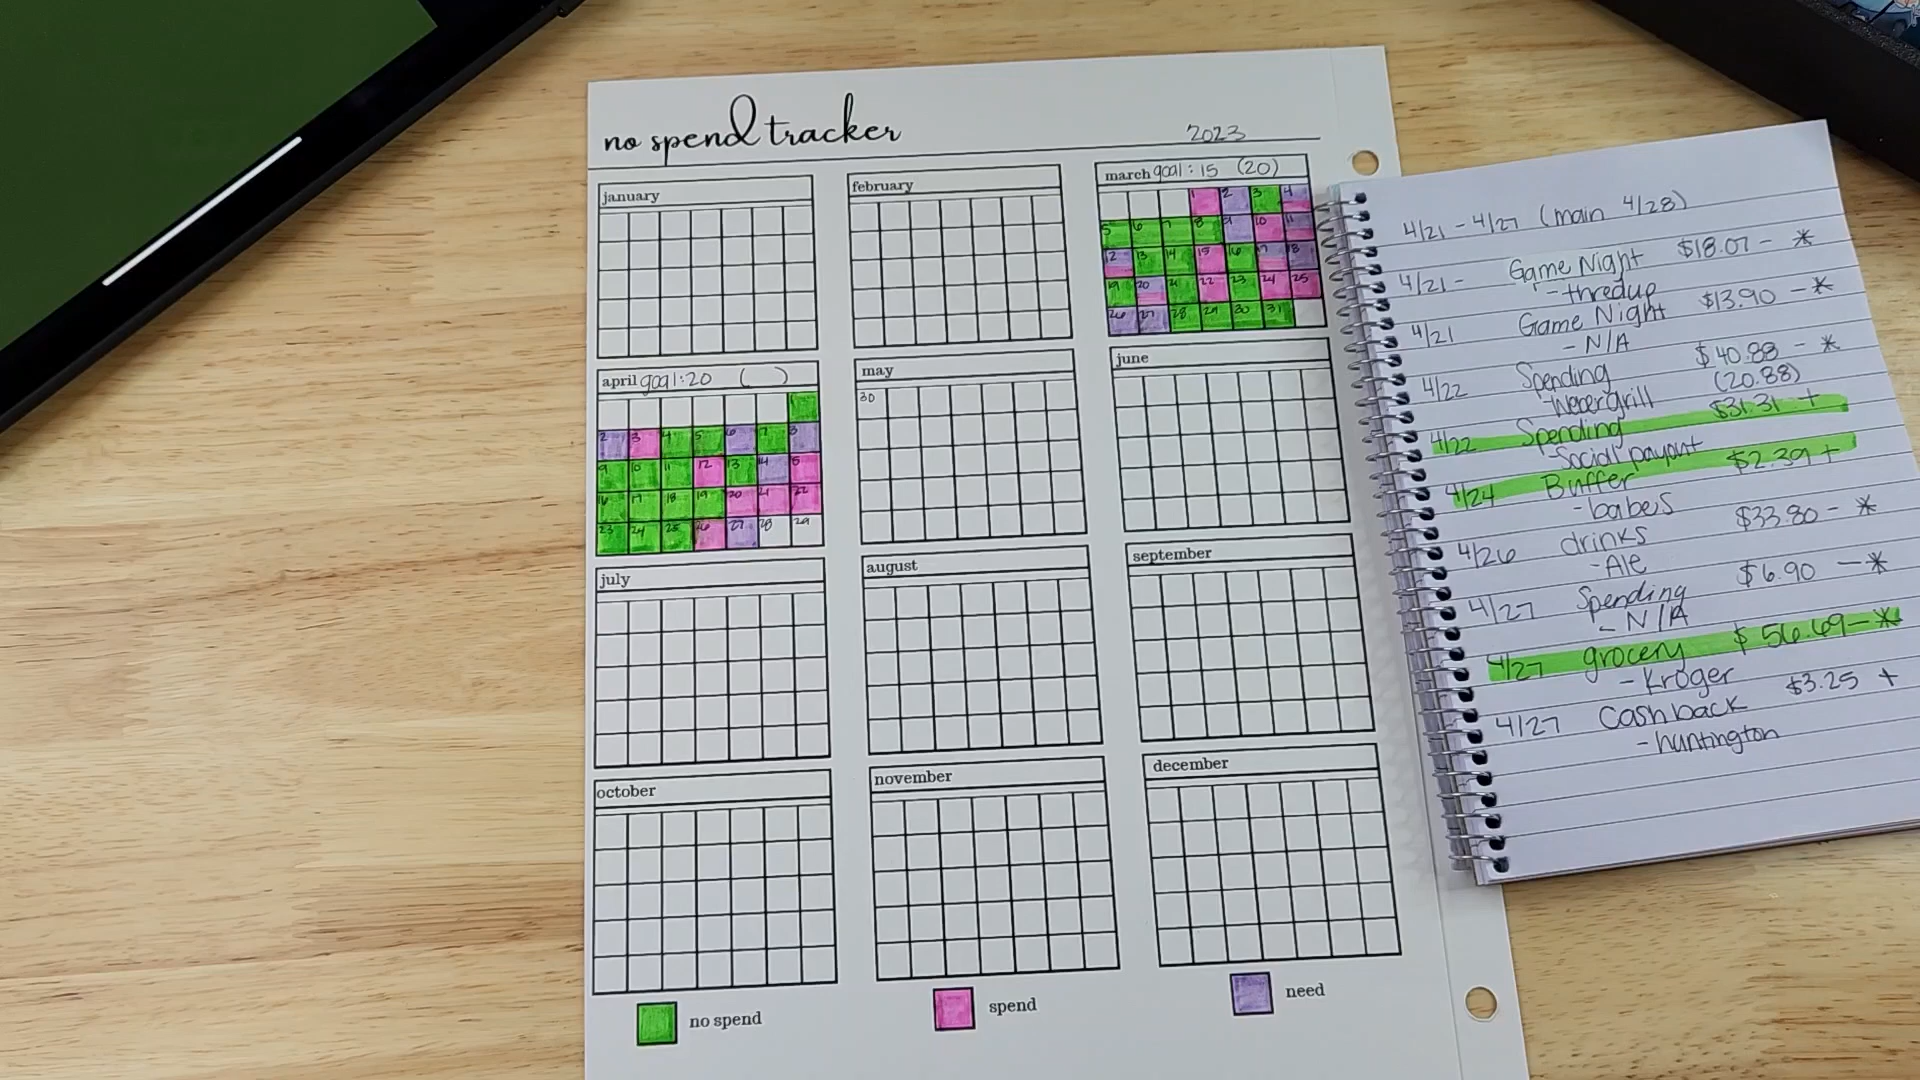 no spend tracker
2023
january
february
march goal: 15 (20)
1 2 3 4
5 6 7 8 9 10 11
12 13 14 15 16 17 18
19 20 21 22 23 24 25
26 27 28 29 30 31
april goal: 20 ( )
1
2 3 4 5 6 7 8
9 10 11 12 13 14 15
16 17 18 19 20 21 22
23 24 25 26 27 28 29
may
30
june
july
august
september
october
november
december
no spend
spend
need
4/21 - 4/27 (main 4/28)
4/21 - Game Night $18.07 - *
- thredup
4/21 Game Night $13.90 - *
- N/A
4/22 Spending $40.88 - *
- Weber grill (20.88)
4/22 Spending $31.31 +
- Social payout
4/24 Buffer $2.39 +
- babels
4/26 drinks $33.80 - *
- Ale
4/27 Spending $6.90 - *
- N/A
4/27 grocery $56.69 - *
- Kroger
4/27 Cashback $3.25 +
- huntington